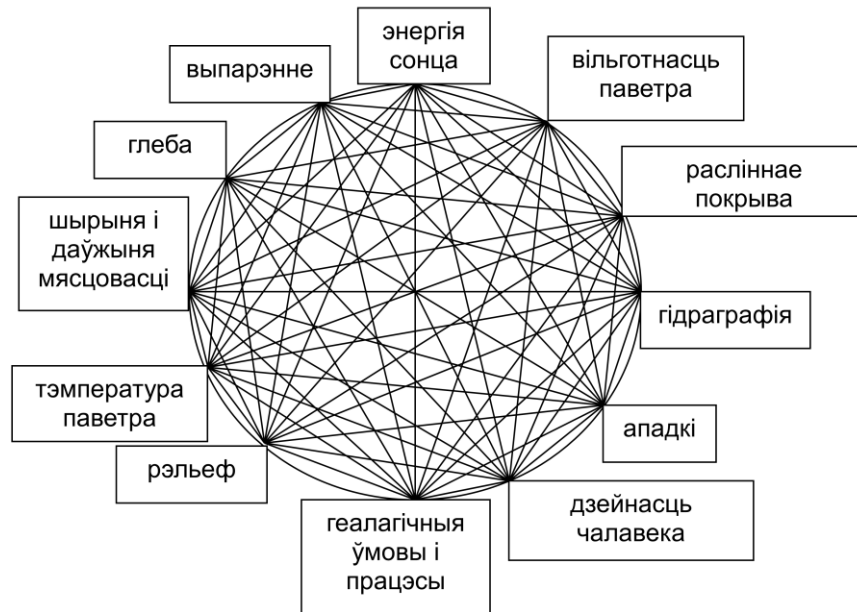 энергія
сонца
выпарэнне
вільготнасць
паветра
глеба
расліннае
покрыва
шырыня і
даўжыня
мясцовасці
гідраграфія
тэмпература
паветра
ападкі
рэльеф
дзейнасць
чалавека
геалагічныя
ўмовы і
працэсы